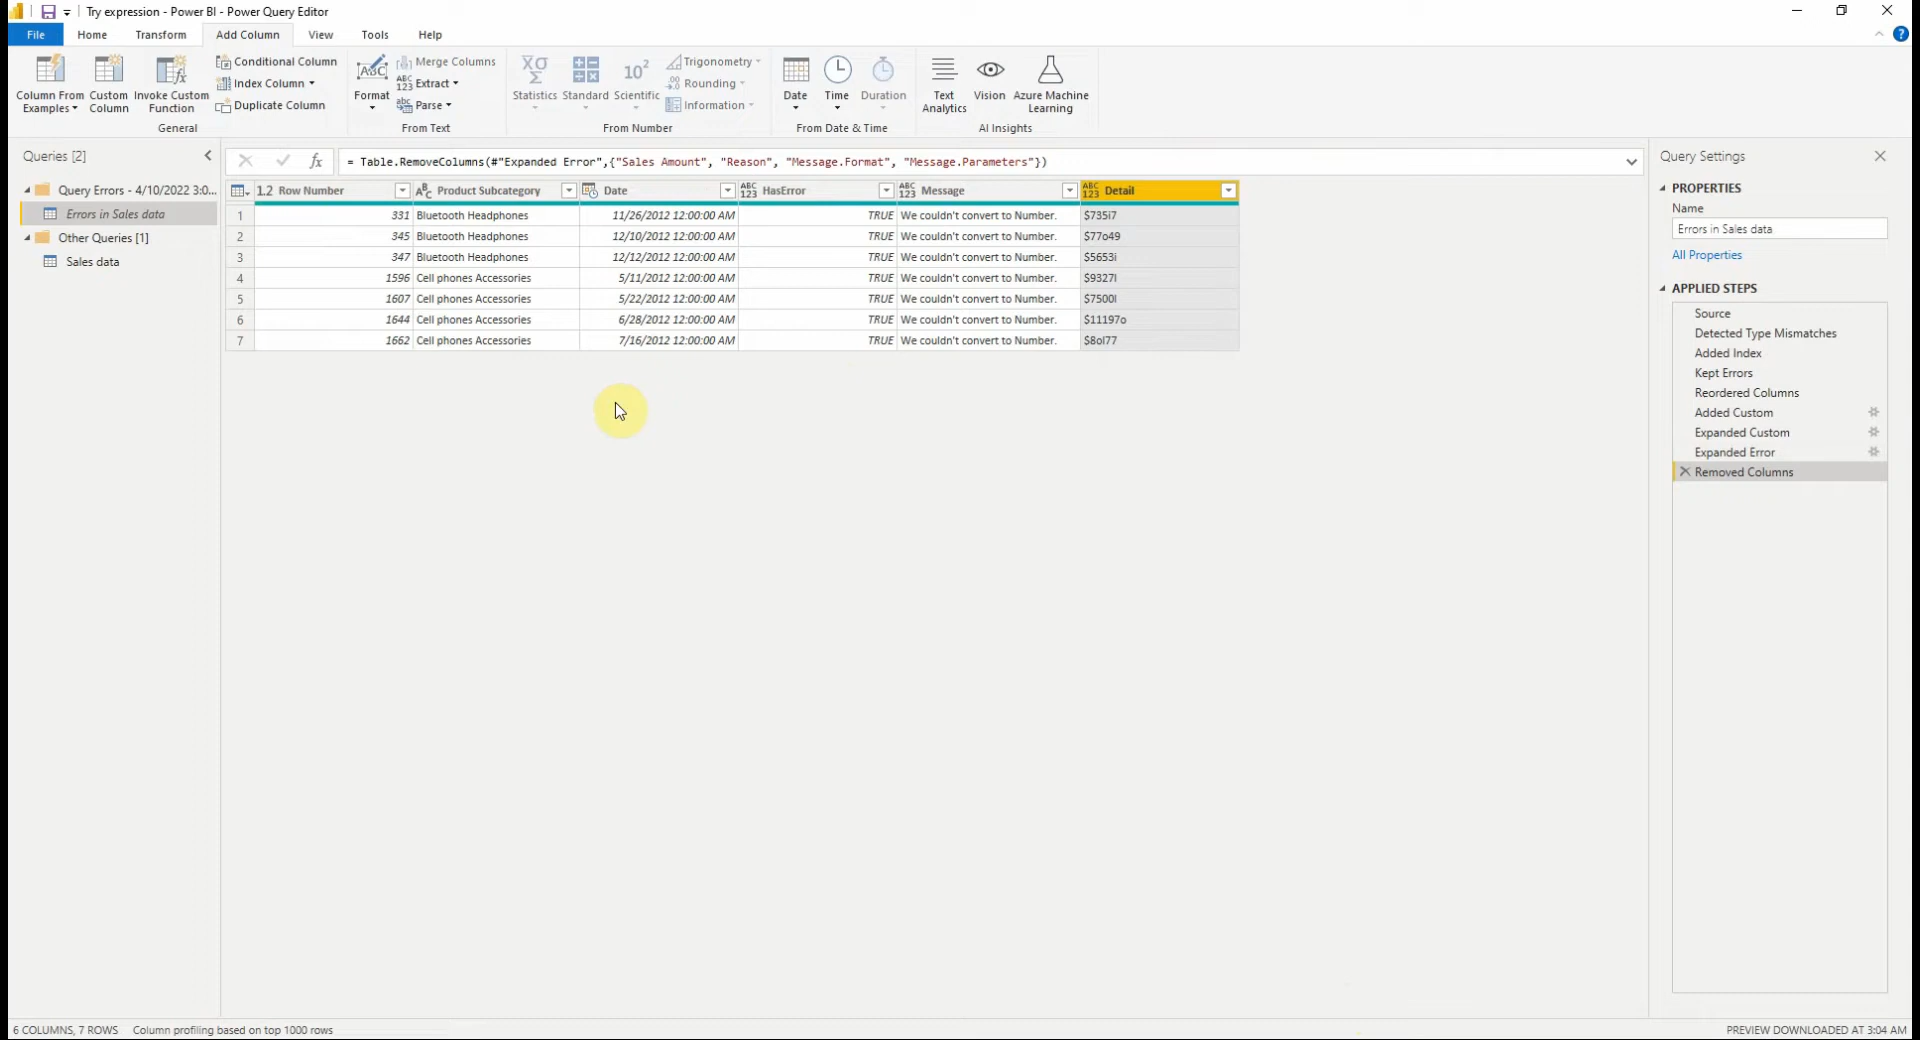 Try expression - Power BI - Power Query Editor
File Home Transform Add Column View Tools Help
Column From Examples
Custom Column
Invoke Custom Function
Conditional Column
Index Column
Duplicate Column
General
Format
Merge Columns
Extract
Parse
From Text
Statistics
Standard
Scientific
Trigonometry
Rounding
Information
From Number
Date
Time
Duration
From Date & Time
Text Analytics
Vision
Azure Machine Learning
AI Insights
Queries [2]
Query Errors - 4/10/2022 3:0...
Errors in Sales data
Other Queries [1]
Sales data
= Table.RemoveColumns(#"Expanded Error",{"Sales Amount", "Reason", "Message.Format", "Message.Parameters"})
1.2 Row Number ABC Product Subcategory Date ABC 123 HasError ABC 123 Message ABC 123 Detail
1 331 Bluetooth Headphones 11/26/2012 12:00:00 AM TRUE We couldn't convert to Number. $735i7
2 345 Bluetooth Headphones 12/10/2012 12:00:00 AM TRUE We couldn't convert to Number. $77o49
3 347 Bluetooth Headphones 12/12/2012 12:00:00 AM TRUE We couldn't convert to Number. $5653i
4 1596 Cell phones Accessories 5/11/2012 12:00:00 AM TRUE We couldn't convert to Number. $9327l
5 1607 Cell phones Accessories 5/22/2012 12:00:00 AM TRUE We couldn't convert to Number. $7500l
6 1644 Cell phones Accessories 6/28/2012 12:00:00 AM TRUE We couldn't convert to Number. $11197o
7 1662 Cell phones Accessories 7/16/2012 12:00:00 AM TRUE We couldn't convert to Number. $8ol77
Query Settings
PROPERTIES
Name
Errors in Sales data
All Properties
APPLIED STEPS
Source
Detected Type Mismatches
Added Index
Kept Errors
Reordered Columns
Added Custom
Expanded Custom
Expanded Error
Removed Columns
6 COLUMNS, 7 ROWS Column profiling based on top 1000 rows
PREVIEW DOWNLOADED AT 3:04 AM